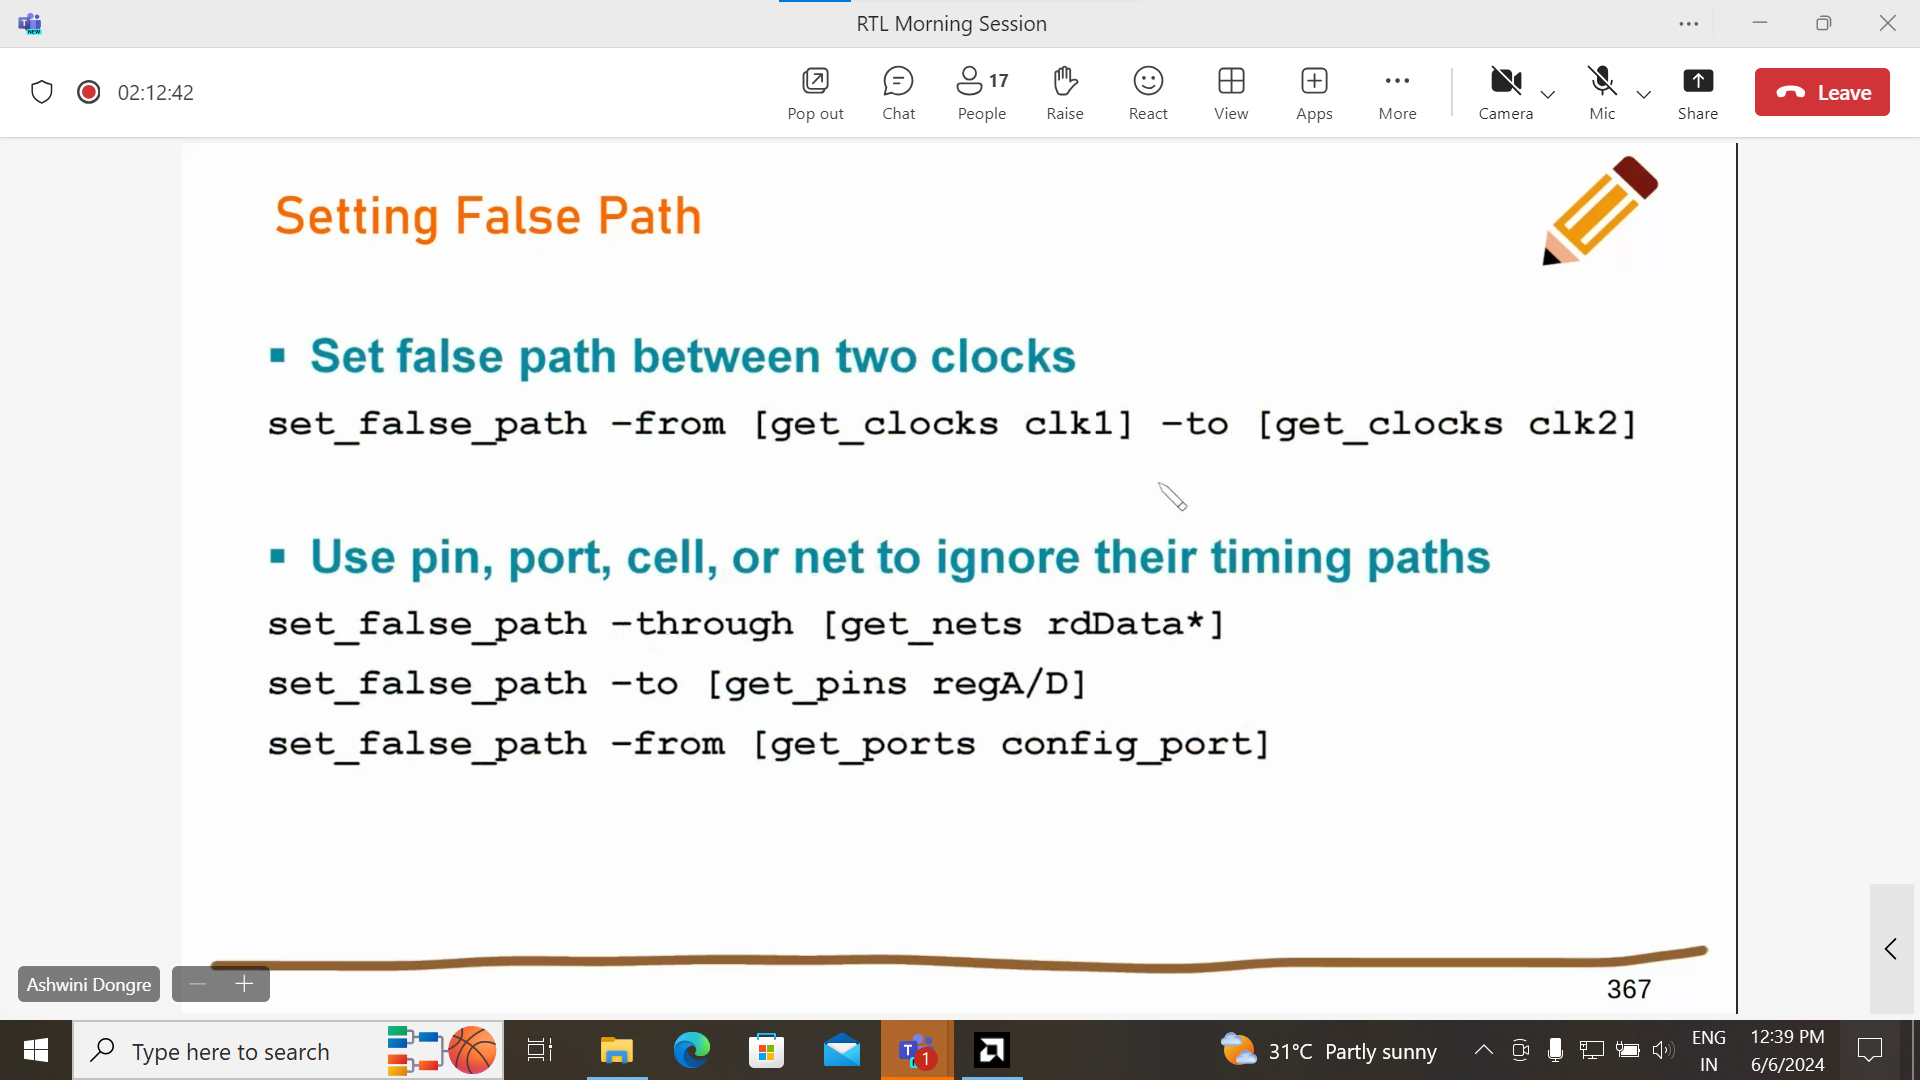 RTL Morning Session
02:12:42
Pop out
Chat
17
People
Raise
React
View
Apps
More
Camera
Mic
Share
Leave
Setting False Path
▪ Set false path between two clocks
set_false_path –from [get_clocks clk1] –to [get_clocks clk2]
▪ Use pin, port, cell, or net to ignore their timing paths
set_false_path –through [get_nets rdData*]
set_false_path –to [get_pins regA/D]
set_false_path –from [get_ports config_port]
367
Ashwini Dongre
Type here to search
1
31°C Partly sunny
ENG
IN
12:39 PM
6/6/2024